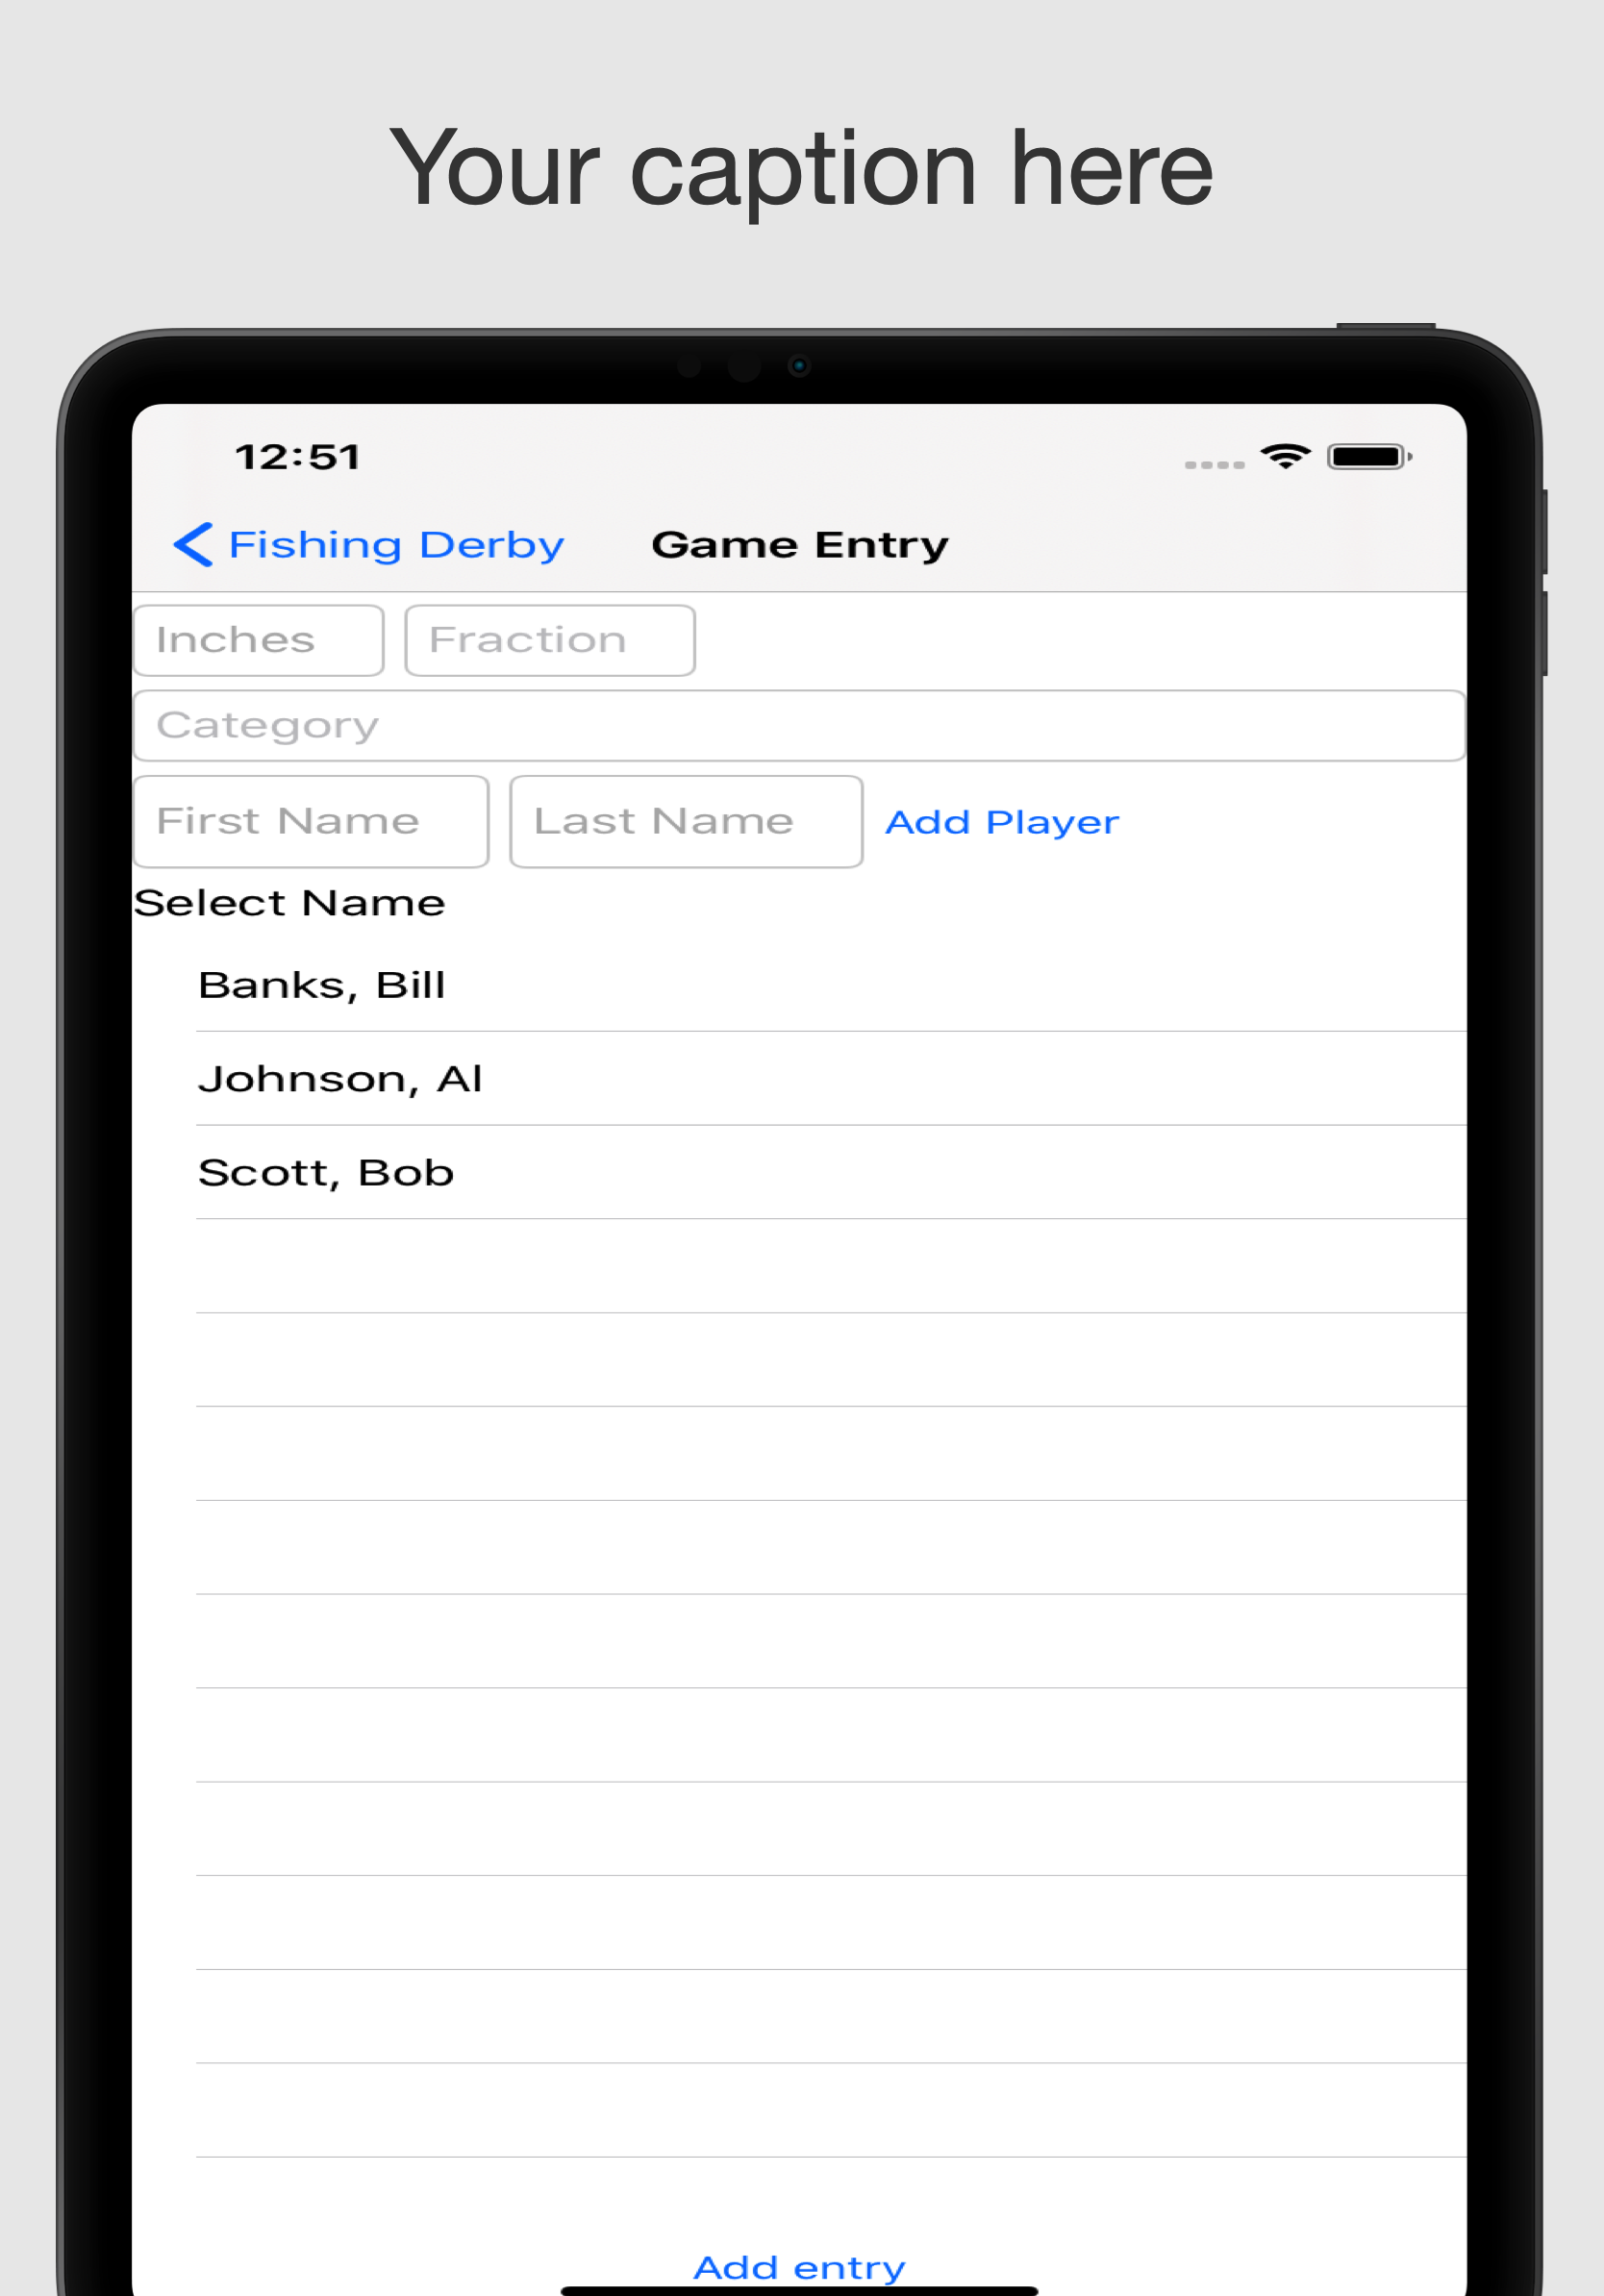 Your caption here
12:51
Fishing Derby Game Entry
Inches Fraction
Category
First Name Last Name Add Player
Select Name
Banks, Bill
Johnson, Al
Scott, Bob
Add entry